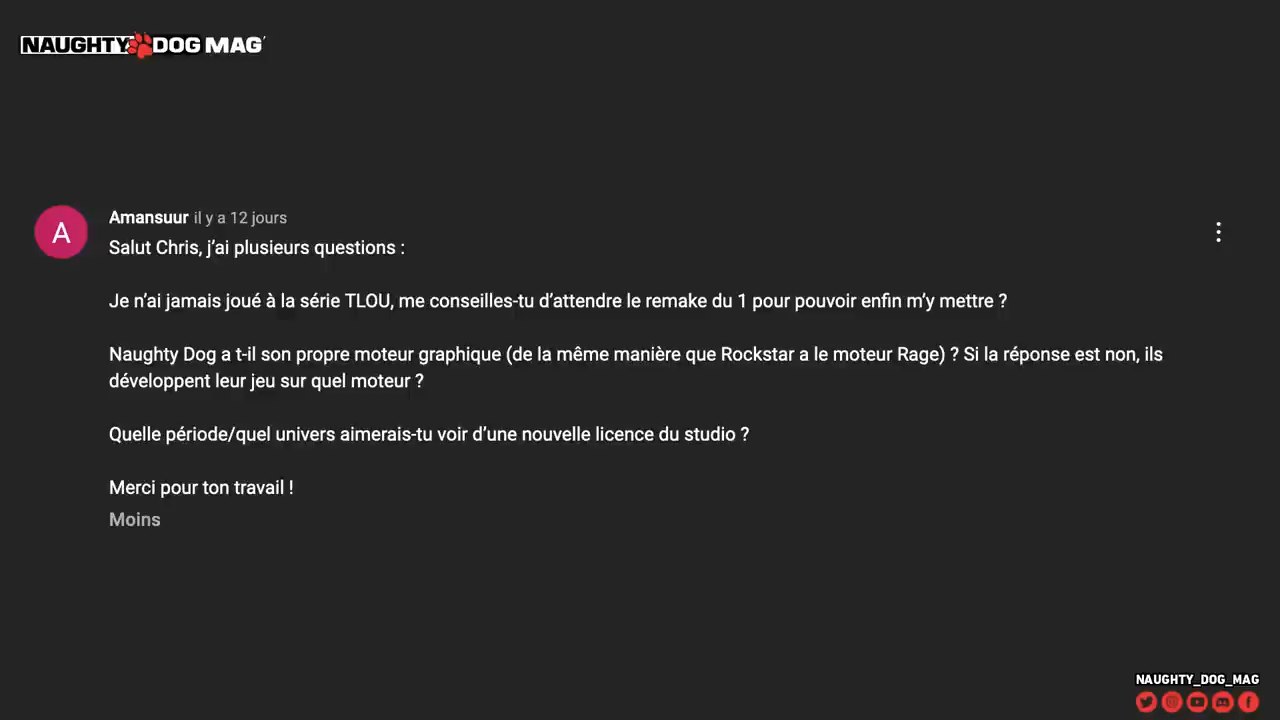 NAUGHTY DOG MAG
Amansuur il y a 12 jours
A
Salut Chris, j’ai plusieurs questions :
Je n’ai jamais joué à la série TLOU, me conseilles-tu d’attendre le remake du 1 pour pouvoir enfin m’y mettre ?
Naughty Dog a t-il son propre moteur graphique (de la même manière que Rockstar a le moteur Rage) ? Si la réponse est non, ils
développent leur jeu sur quel moteur ?
Quelle période/quel univers aimerais-tu voir d’une nouvelle licence du studio ?
Merci pour ton travail !
Moins
NAUGHTY_DOG_MAG